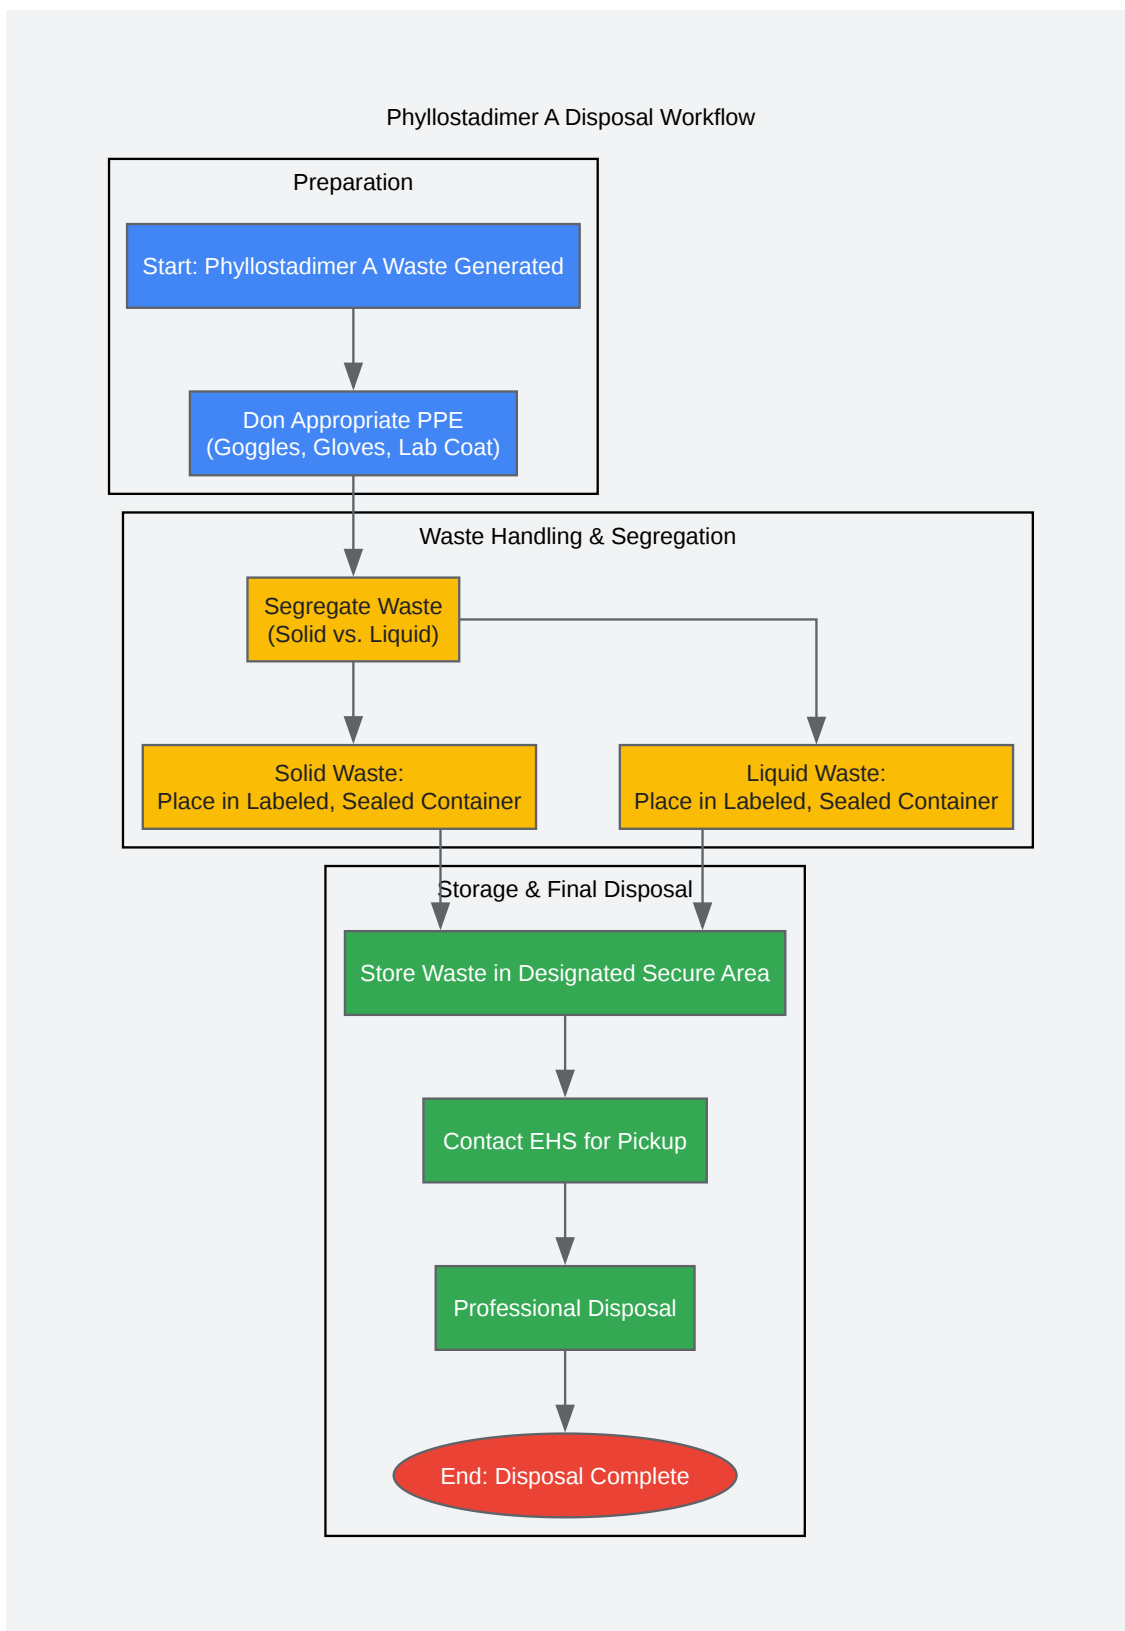 Phyllostadimer A Disposal Workflow
Preparation
Start: Phyllostadimer A Waste Generated
Don Appropriate PPE
(Goggles, Gloves, Lab Coat)
Waste Handling & Segregation
Segregate Waste
(Solid vs. Liquid)
Solid Waste:
Place in Labeled, Sealed Container
Liquid Waste:
Place in Labeled, Sealed Container
Storage & Final Disposal
Store Waste in Designated Secure Area
Contact EHS for Pickup
Professional Disposal
End: Disposal Complete